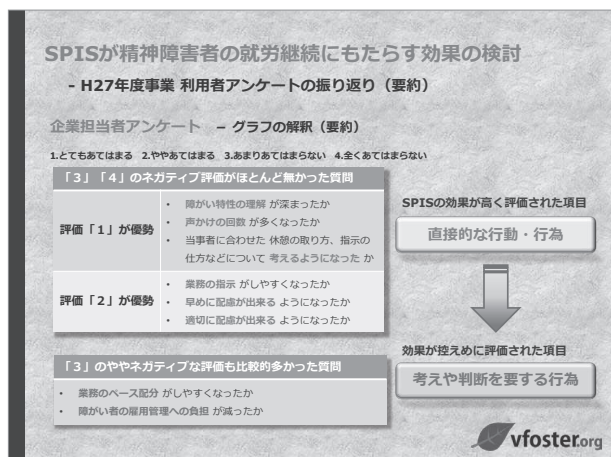 SPISが精神障害者の就労継続にもたらす効果の検討
- H27年度事業 利用者アンケートの振り返り（要約）
企業担当者アンケート － グラフの解釈（要約）
1.とてもあてはまる 2.ややあてはまる 3.あまりあてはまらない 4.全くあてはまらない
「３」「４」のネガティブ評価がほとんど無かった質問
評価「１」が優勢
・ 障がい特性の理解 が深まったか
・ 声かけの回数 が多くなったか
・ 当事者に合わせた 休憩の取り方、指示の
仕方などについて 考えるようになった か
評価「２」が優勢
・ 業務の指示 がしやすくなったか
・ 早めに配慮が出来る ようになったか
・ 適切に配慮が出来る ようになったか
「３」のややネガティブな評価も比較的多かった質問
・ 業務のペース配分 がしやすくなったか
・ 障がい者の雇用管理への負担 が減ったか
SPISの効果が高く評価された項目
直接的な行動・行為
効果が控えめに評価された項目
考えや判断を要する行為
vfoster.org